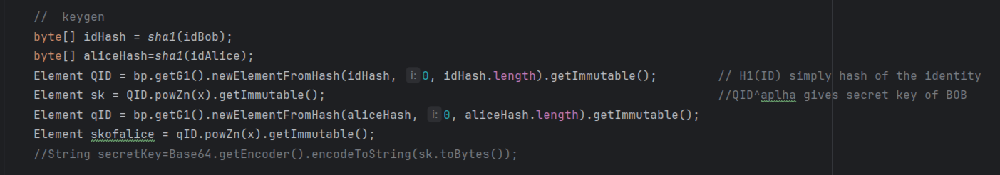 //  keygen
byte[] idHash = sha1(idBob);
byte[] aliceHash=sha1(idAlice);
Element QID = bp.getG1().newElementFromHash(idHash, i: 0, idHash.length).getImmutable();         // H1(ID) simply hash of the identity
Element sk = QID.powZn(x).getImmutable();                                                        //QID^aplha gives secret key of BOB
Element qID = bp.getG1().newElementFromHash(aliceHash, i: 0, aliceHash.length).getImmutable();
Element skofalice = qID.powZn(x).getImmutable();
//String secretKey=Base64.getEncoder().encodeToString(sk.toBytes());